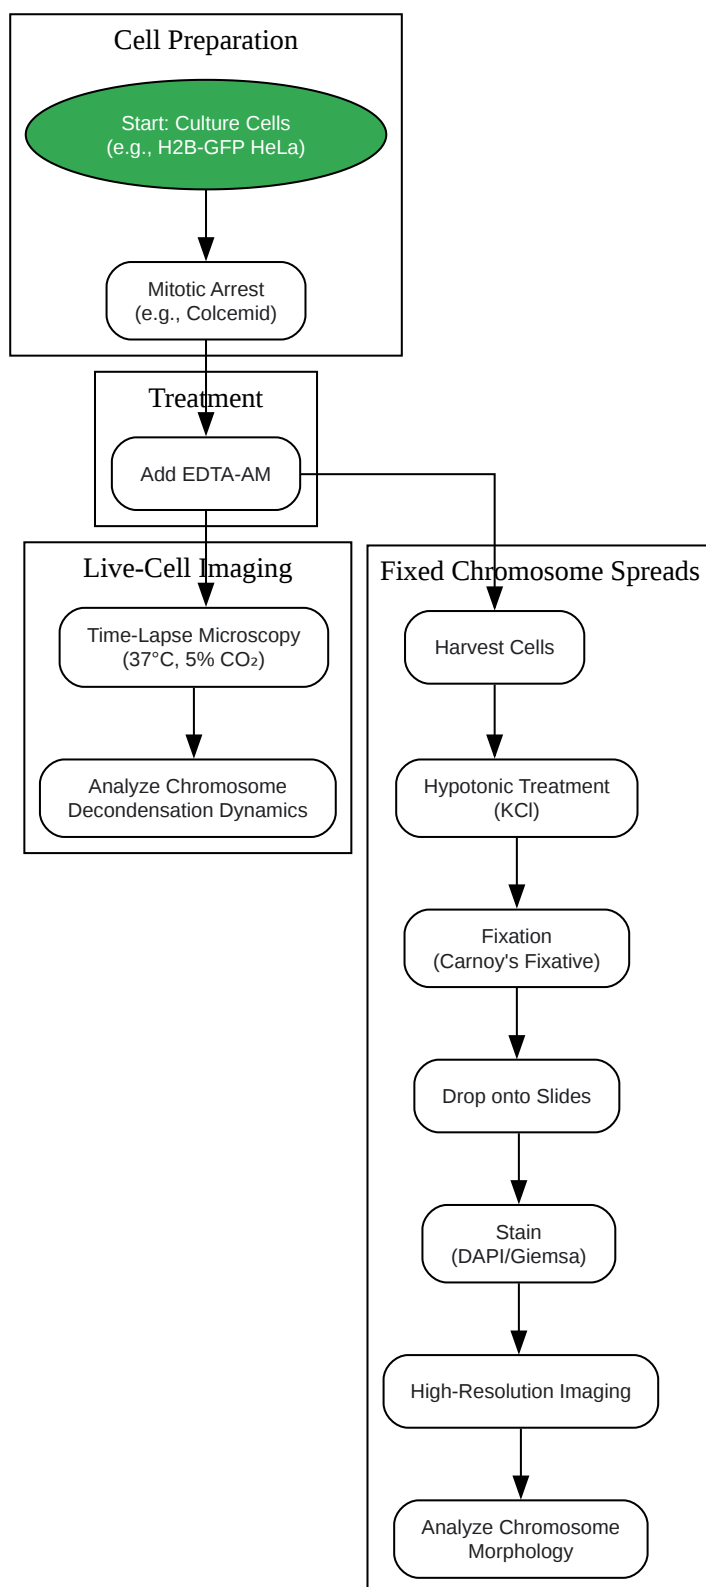 Cell Preparation
Start: Culture Cells
(e.g., H2B-GFP HeLa)
Mitotic Arrest
(e.g., Colcemid)
Treatment
Add EDTA-AM
Live-Cell Imaging
Time-Lapse Microscopy
(37°C, 5% CO₂)
Analyze Chromosome
Decondensation Dynamics
Fixed Chromosome Spreads
Harvest Cells
Hypotonic Treatment
(KCl)
Fixation
(Carnoy's Fixative)
Drop onto Slides
Stain
(DAPI/Giemsa)
High-Resolution Imaging
Analyze Chromosome
Morphology